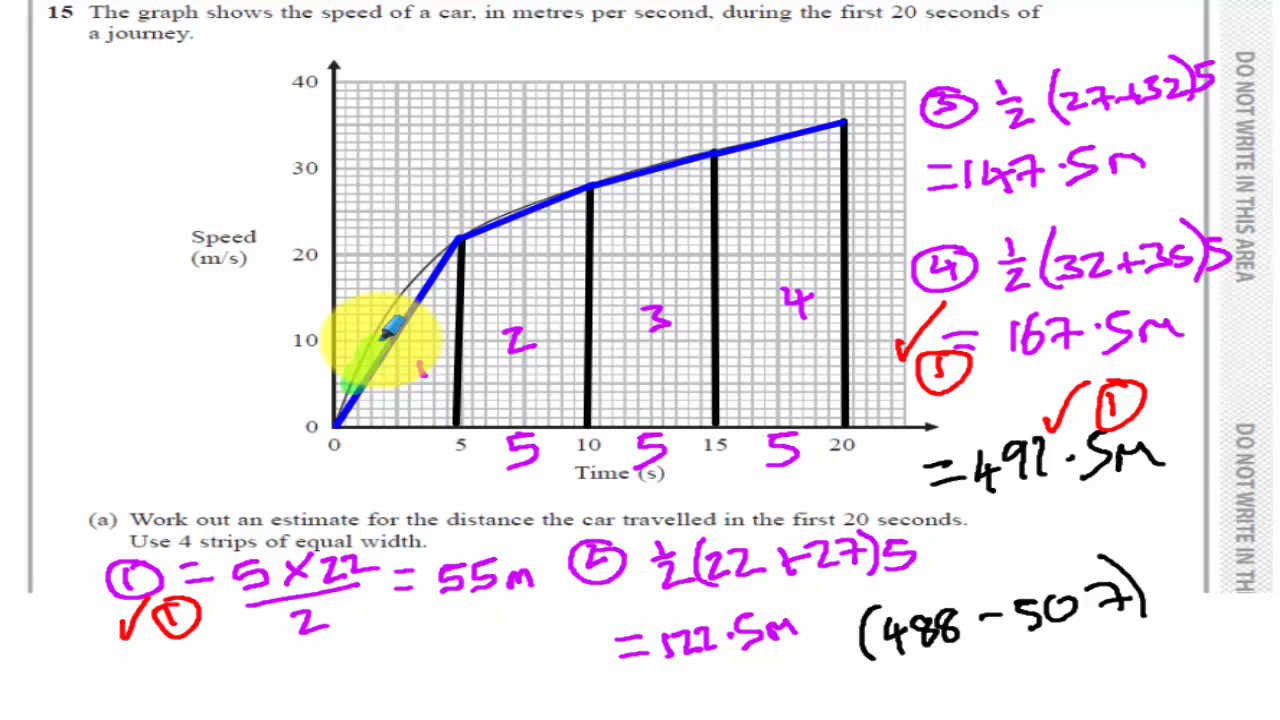 15 The graph shows the speed of a car, in metres per second, during the first 20 seconds of
a journey.
40
30
20
10
0
Speed
(m/s)
1
2
3
4
0 5 10 15 20
5 5 5
Time (s)
③ ½ (27+32)5
= 147.5m
④ ½ (32+35)5
✓ = 167.5m
①
✓ ①
= 492.5m
(a) Work out an estimate for the distance the car travelled in the first 20 seconds.
Use 4 strips of equal width.
① = 5 × 22 / 2 = 55m
✓ ①
② ½ (22+27)5
= 122.5m
(488 - 507)
DO NOT WRITE IN THIS AREA
DO NOT WRITE IN TH